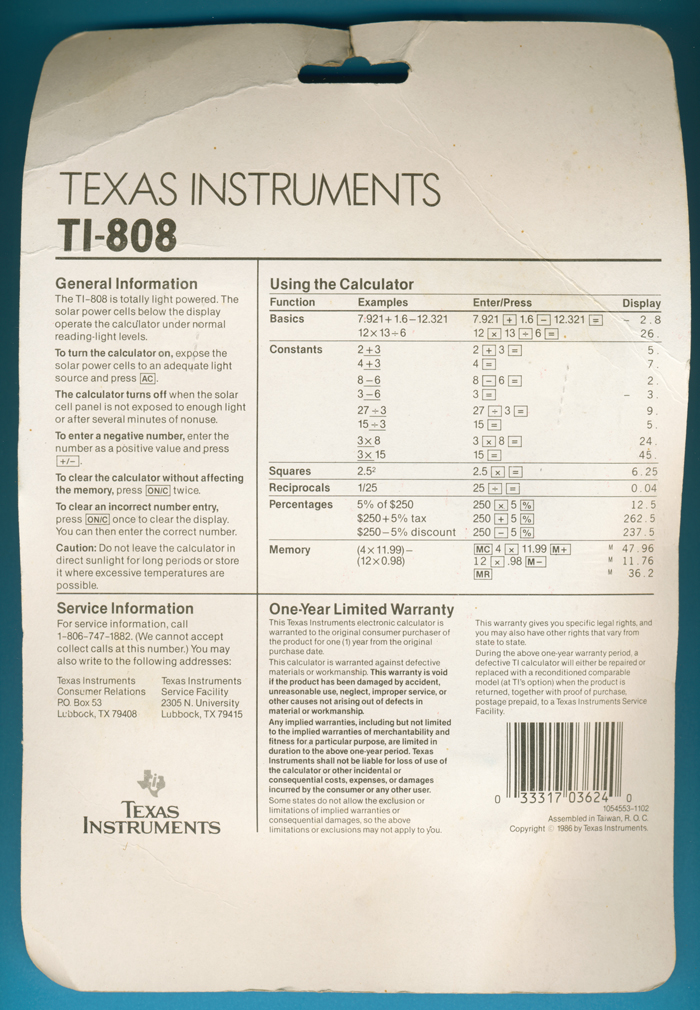 TEXAS INSTRUMENTS
TI-808
General Information
The TI-808 is totally light powered. The
solar power cells below the display
operate the calculator under normal
reading-light levels.
To turn the calculator on, expose the
solar power cells to an adequate light
source and press AC.
The calculator turns off when the solar
cell panel is not exposed to enough light
or after several minutes of nonuse.
To enter a negative number, enter the
number as a positive value and press
+/−.
To clear the calculator without affecting
the memory, press ON/C twice.
To clear an incorrect number entry,
press ON/C once to clear the display.
You can then enter the correct number.
Caution: Do not leave the calculator in
direct sunlight for long periods or store
it where excessive temperatures are
possible.
Using the Calculator
Function Examples Enter/Press Display
Basics 7.921 + 1.6 − 12.321 7.921 + 1.6 − 12.321 = − 2.8
12 × 13 ÷ 6 12 × 13 ÷ 6 = 26.
Constants 2 + 3 2 + 3 = 5.
4 + 3 4 = 7.
8 − 6 8 − 6 = 2.
3 − 6 3 = − 3.
27 ÷ 3 27 ÷ 3 = 9.
15 ÷ 3 15 = 5.
3 × 8 3 × 8 = 24.
3 × 15 15 = 45.
Squares 2.5² 2.5 × = 6.25
Reciprocals 1/25 25 ÷ = 0.04
Percentages 5% of $250 250 × 5 % 12.5
$250 + 5% tax 250 + 5 % 262.5
$250 − 5% discount 250 − 5 % 237.5
Memory (4 × 11.99) − MC 4 × 11.99 M+ M 47.96
(12 × 0.98) 12 × .98 M− M 11.76
MR M 36.2
Service Information
For service information, call
1-806-747-1882. (We cannot accept
collect calls at this number.) You may
also write to the following addresses:
Texas Instruments
Consumer Relations
P.O. Box 53
Lubbock, TX 79408
Texas Instruments
Service Facility
2305 N. University
Lubbock, TX 79415
TEXAS
INSTRUMENTS
One-Year Limited Warranty
This Texas Instruments electronic calculator is
warranted to the original consumer purchaser of
the product for one (1) year from the original
purchase date.
This calculator is warranted against defective
materials or workmanship. This warranty is void
if the product has been damaged by accident,
unreasonable use, neglect, improper service, or
other causes not arising out of defects in
material or workmanship.
Any implied warranties, including but not limited
to the implied warranties of merchantability and
fitness for a particular purpose, are limited in
duration to the above one-year period. Texas
Instruments shall not be liable for loss of use of
the calculator or other incidental or
consequential costs, expenses, or damages
incurred by the consumer or any other user.
Some states do not allow the exclusion or
limitations of implied warranties or
consequential damages, so the above
limitations or exclusions may not apply to you.
This warranty gives you specific legal rights, and
you may also have other rights that vary from
state to state.
During the above one-year warranty period, a
defective TI calculator will either be repaired or
replaced with a reconditioned comparable
model (at TI's option) when the product is
returned, together with proof of purchase,
postage prepaid, to a Texas Instruments Service
Facility.
0 33317 03624 0
1054553-1102
Assembled in Taiwan, R.O.C.
Copyright © 1986 by Texas Instruments.